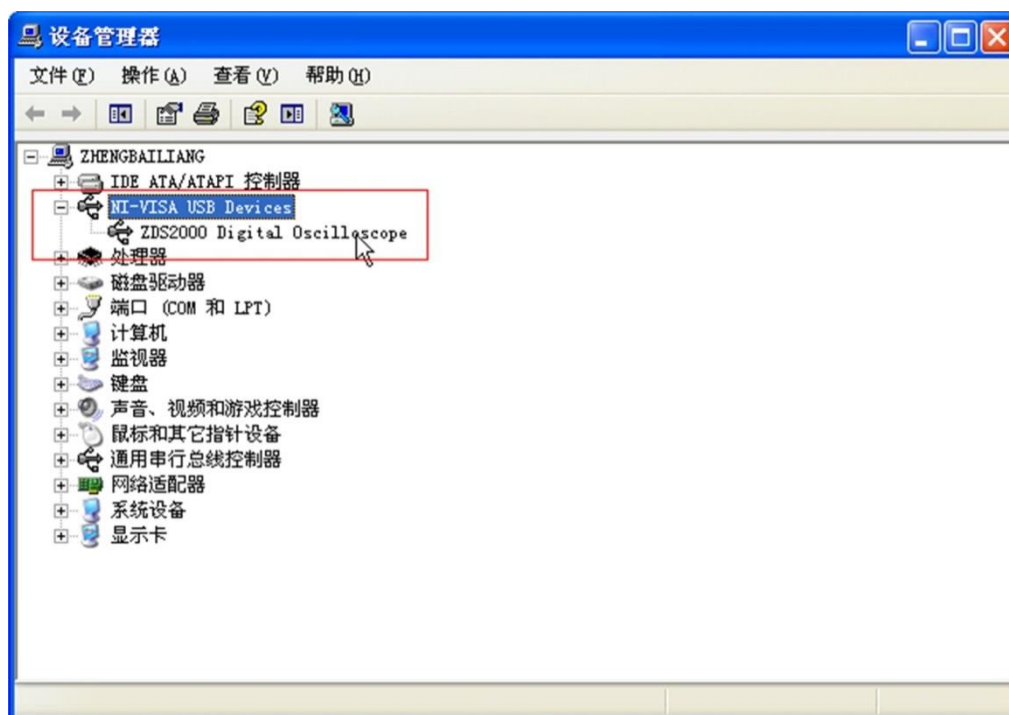 设备管理器
文件(F) 操作(A) 查看(V) 帮助(H)
ZHENGBAILIANG
IDE ATA/ATAPI 控制器
NI-VISA USB Devices
ZDS2000 Digital Oscilloscope
处理器
磁盘驱动器
端口 (COM 和 LPT)
计算机
监视器
键盘
声音、视频和游戏控制器
鼠标和其它指针设备
通用串行总线控制器
网络适配器
系统设备
显示卡